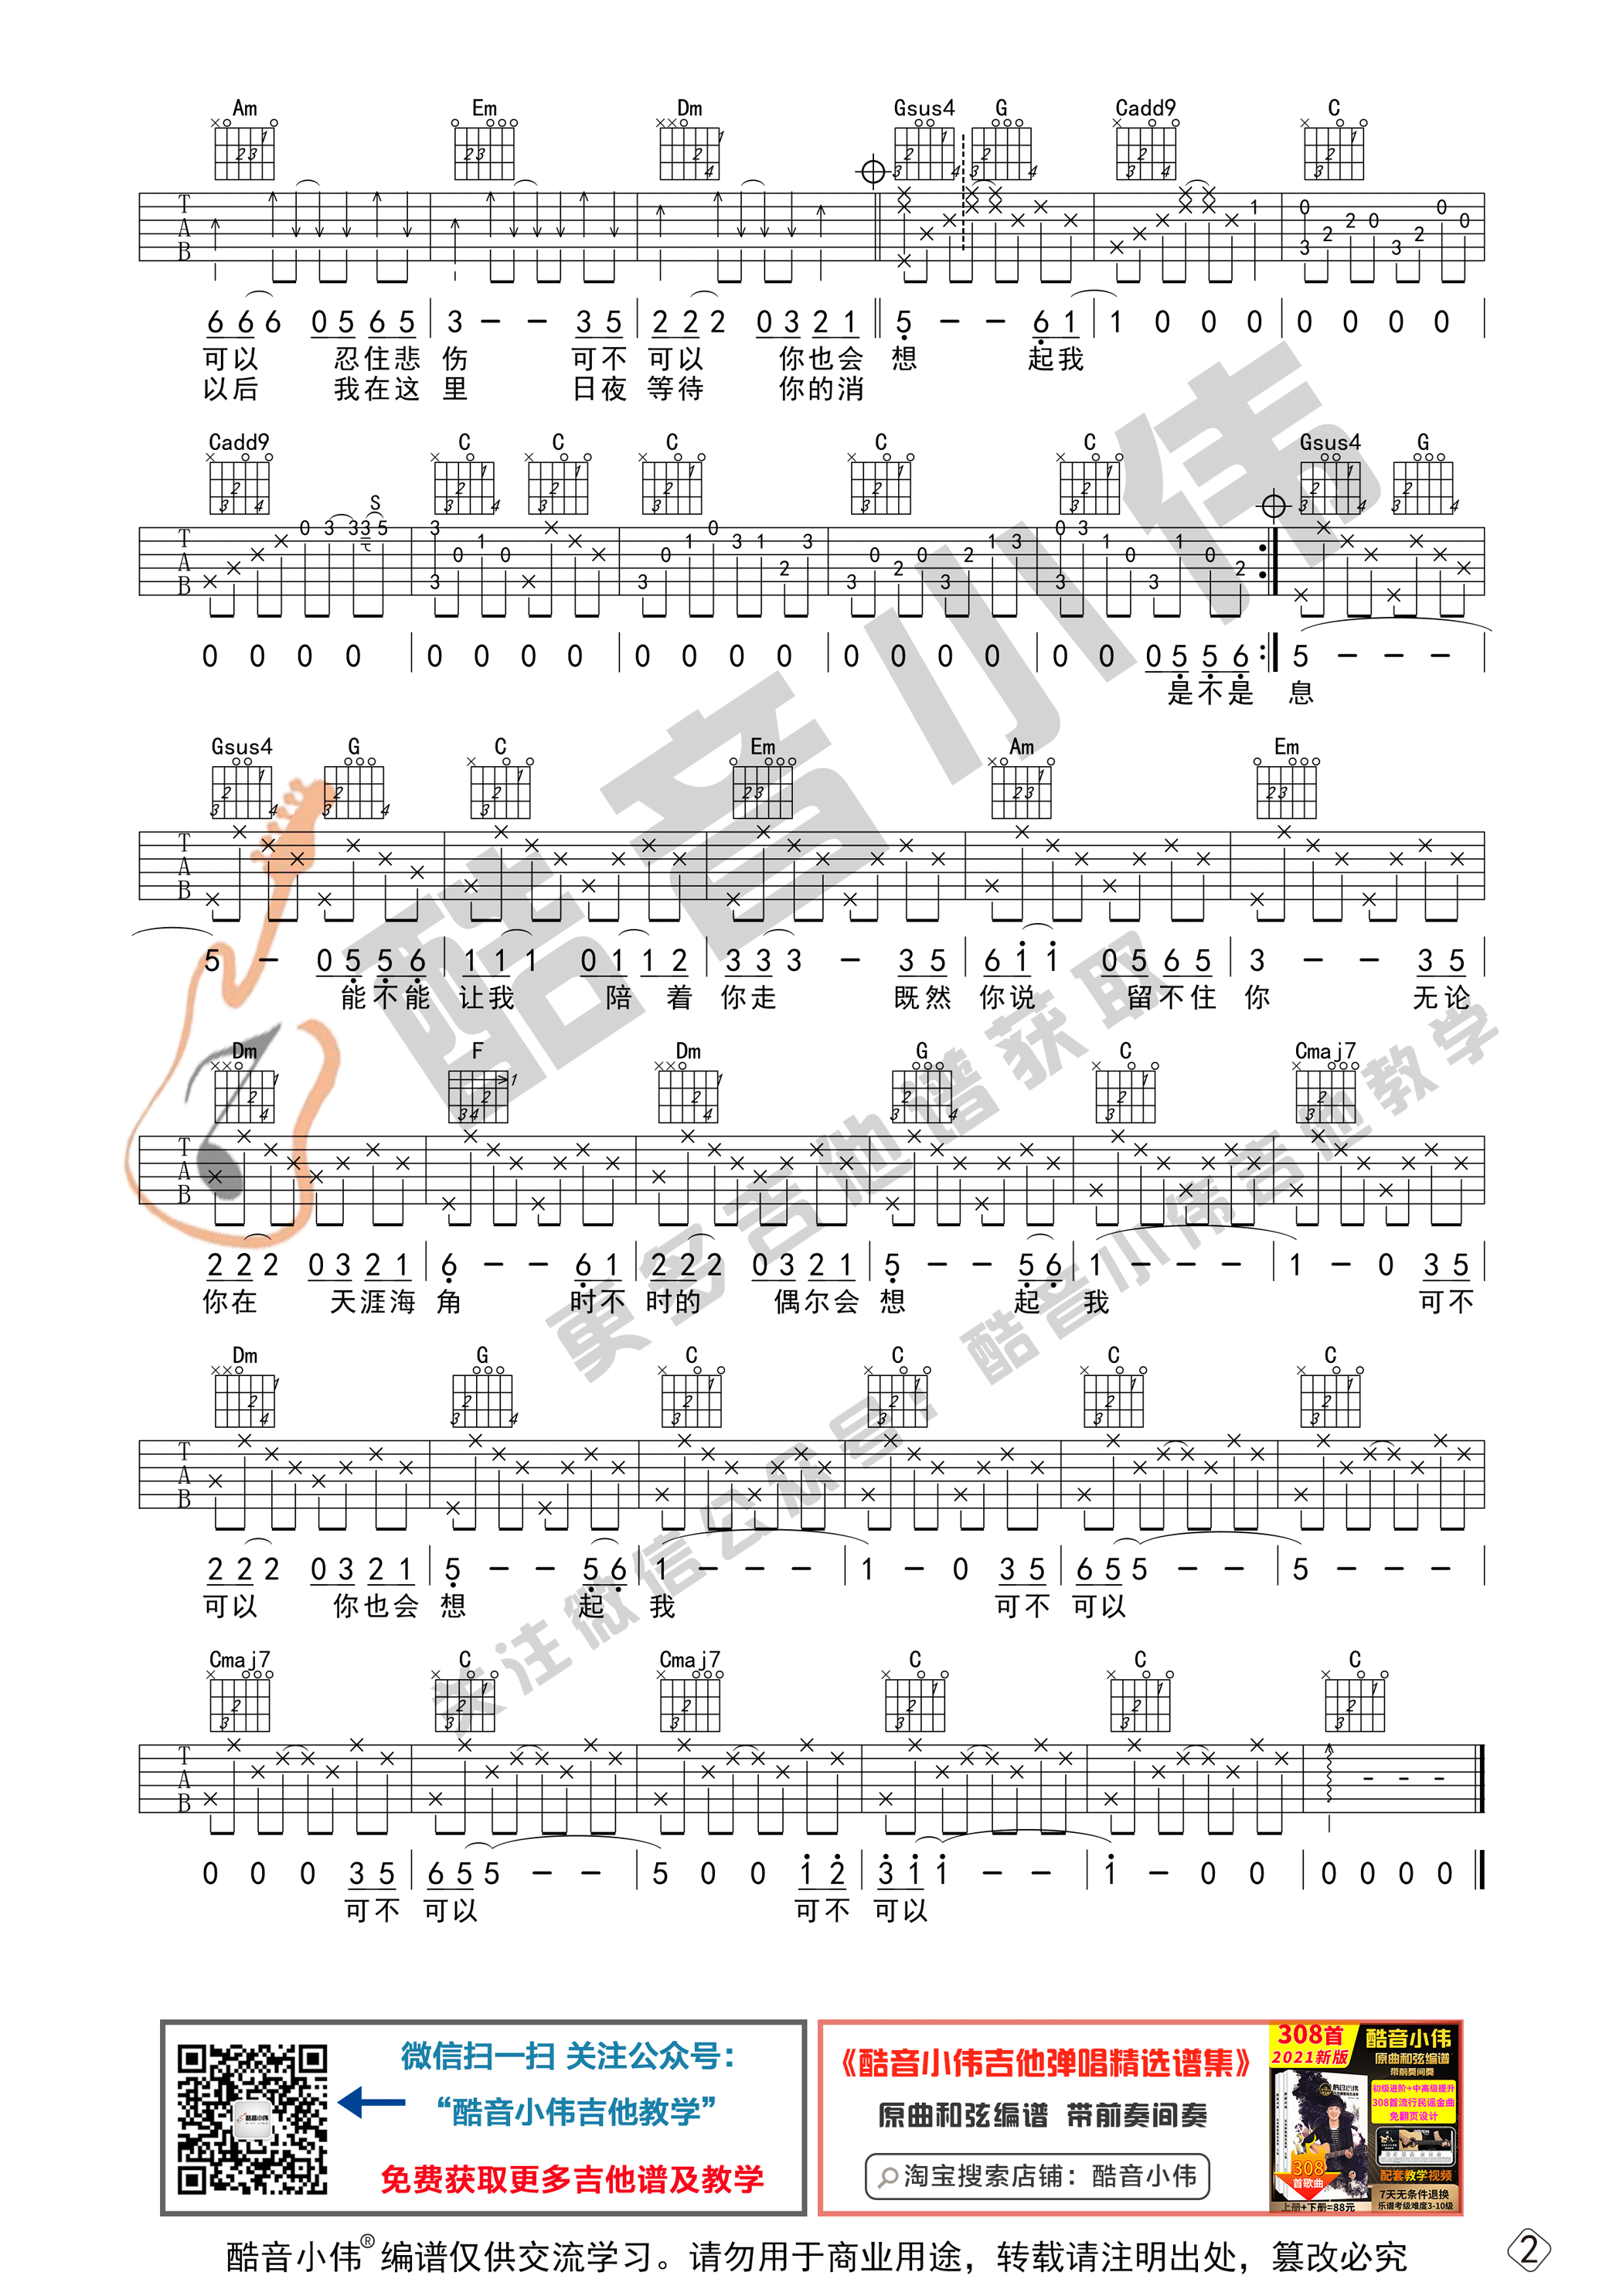 Am Em Dm Gsus4 G Cadd9 C
6 6 6 0 5 6 5 3 - - 3 5 2 2 2 0 3 2 1 5 - - 6 1 1 0 0 0 0 0 0 0
可以 忍住悲 伤 可不 可以 你也会 想 起我
以后 我在这 里 日夜 等待 你的消
Cadd9 C C C C C Gsus4 G
0 0 0 0 0 0 0 0 0 0 0 0 0 0 0 0 0 0 0 5 5 6 5 - - -
是不是 息
Gsus4 G C Em Am Em
5 - 0 5 5 6 1 1 1 0 1 1 2 3 3 3 - 3 5 6 1 1 0 5 6 5 3 - - 3 5
能不能 让我 陪 着 你走 既然 你说 留不住 你 无论
Dm F Dm G C Cmaj7
2 2 2 0 3 2 1 6 - - 6 1 2 2 2 0 3 2 1 5 - - 5 6 1 - - - 1 - 0 3 5
你在 天涯海 角 时不 时的 偶尔会 想 起 我 可不
Dm G C C C C
2 2 2 0 3 2 1 5 - - 5 6 1 - - - 1 - 0 3 5 6 5 5 - - 5 - - -
可以 你也会 想 起 我 可不 可以
Cmaj7 C Cmaj7 C C C
0 0 0 3 5 6 5 5 - - 5 0 0 1 2 3 1 1 - - 1 - 0 0 0 0 0 0
可不 可以 可不 可以
酷音小伟
更多吉他谱获取
关注微信公众号：酷音小伟吉他教学
微信扫一扫 关注公众号：
“酷音小伟吉他教学”
免费获取更多吉他谱及教学
酷音小伟
《酷音小伟吉他弹唱精选谱集》
原曲和弦编谱 带前奏间奏
淘宝搜索店铺：酷音小伟
308首
2021新版
酷音小伟
原曲和弦编谱
带前奏间奏
初级进阶+中高级提升
308首流行民谣金曲
免翻页设计
308
首歌曲
配套教学视频
上册+下册=88元
7天无条件退换
乐谱考级难度3-10级
酷音小伟® 编谱仅供交流学习。请勿用于商业用途，转载请注明出处，篡改必究
2